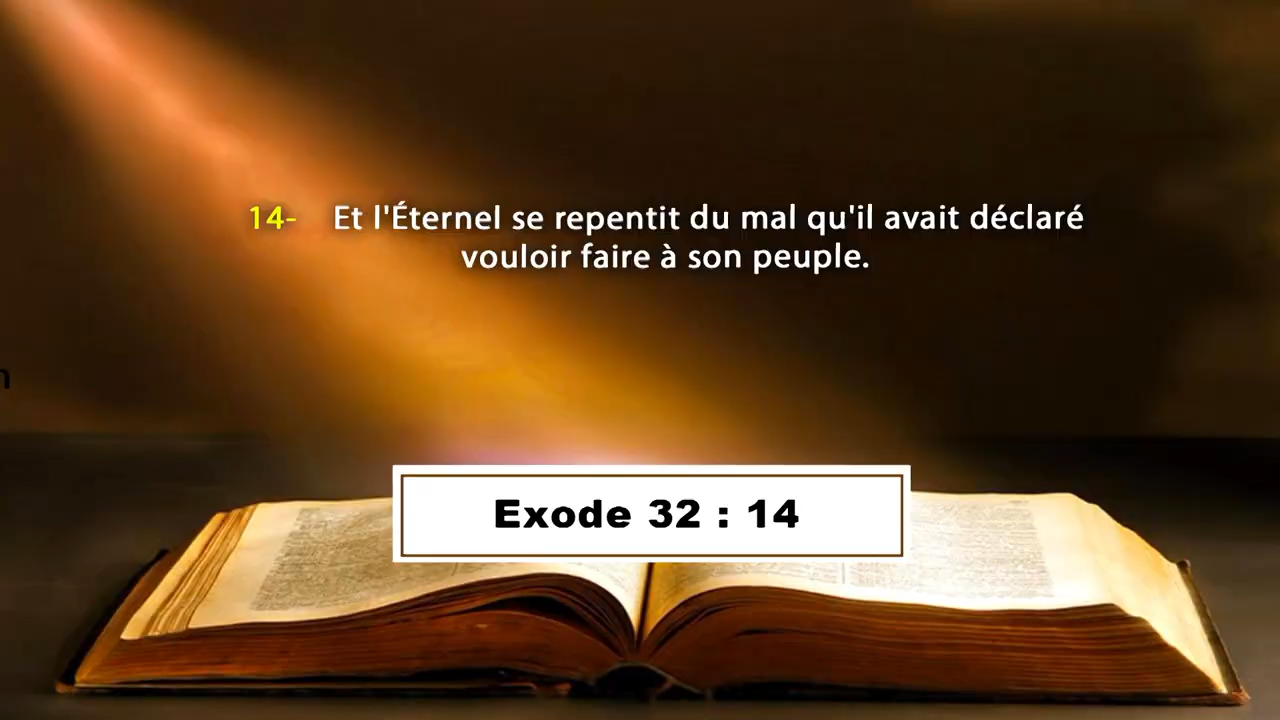 14- Et l'Éternel se repentit du mal qu'il avait déclaré
vouloir faire à son peuple.
n
Exode 32 : 14